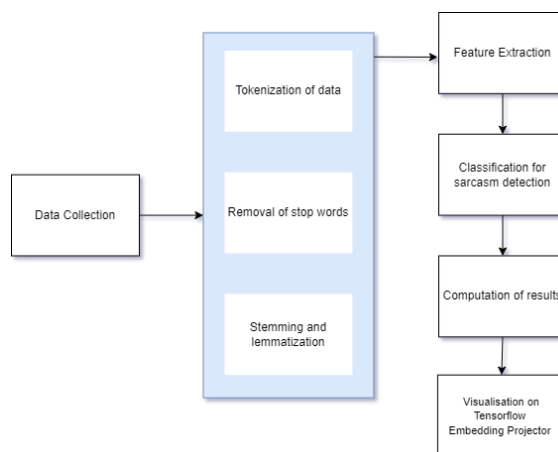 Data Collection
Tokenization of data
Removal of stop words
Stemming and
lemmatization
Feature Extraction
Classification for
sarcasm detection
Computation of results
Visualisation on
Tensorflow
Embedding Projector